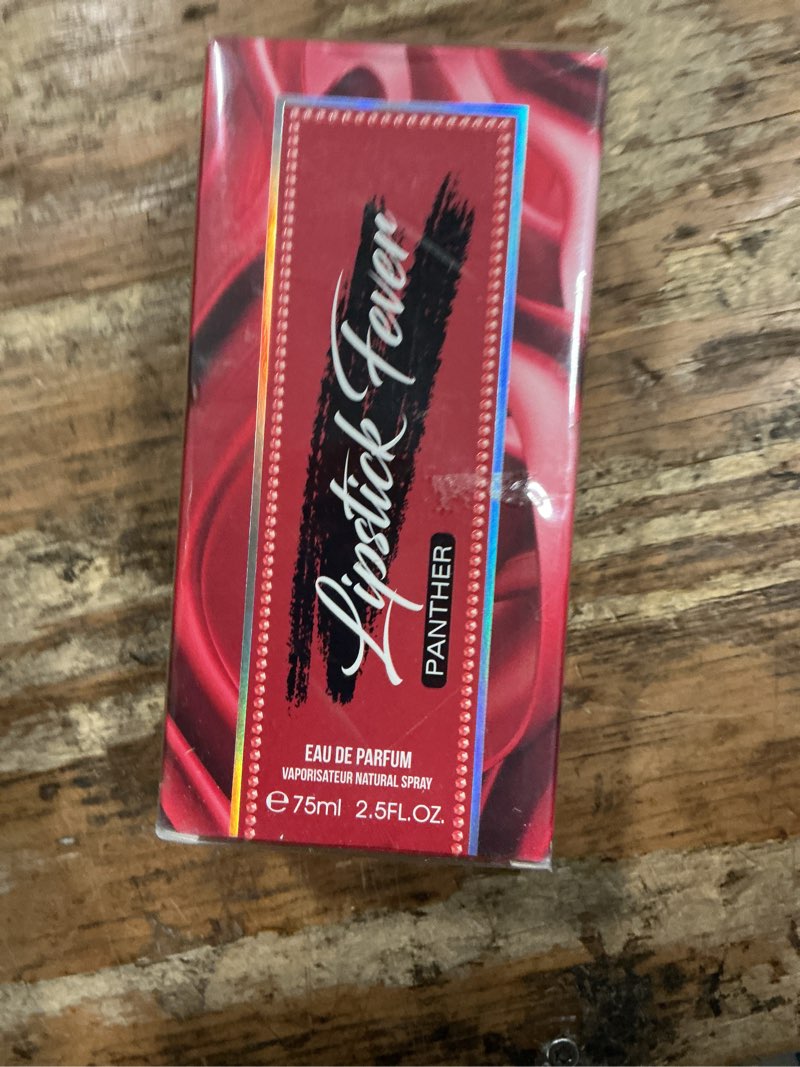 Lipstick Fever
PANTHER
EAU DE PARFUM
VAPORISATEUR NATURAL SPRAY
℮75ml 2.5FL.OZ.